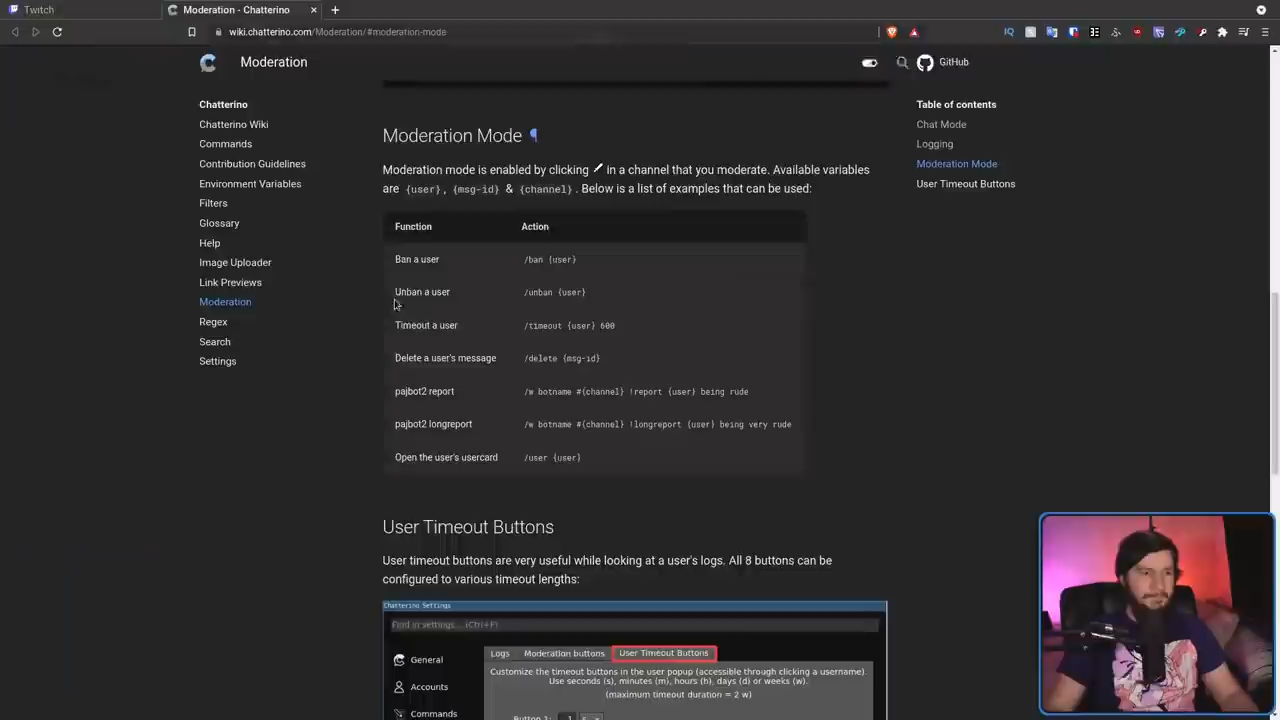 Twitch
Moderation - Chatterino
wiki.chatterino.com/Moderation/#moderation-mode
Moderation
GitHub
Chatterino
Chatterino Wiki
Commands
Contribution Guidelines
Environment Variables
Filters
Glossary
Help
Image Uploader
Link Previews
Moderation
Regex
Search
Settings
Moderation Mode ¶
Moderation mode is enabled by clicking in a channel that you moderate. Available variables
are {user}, {msg-id} & {channel}. Below is a list of examples that can be used:
Function Action
Ban a user /ban {user}
Unban a user /unban {user}
Timeout a user /timeout {user} 600
Delete a user's message /delete {msg-id}
pajbot2 report /w botname #{channel} !report {user} being rude
pajbot2 longreport /w botname #{channel} !longreport {user} being very rude
Open the user's usercard /user {user}
User Timeout Buttons
User timeout buttons are very useful while looking at a user's logs. All 8 buttons can be
configured to various timeout lengths:
Chatterino Settings
Find in settings...(Ctrl+F)
General
Accounts
Commands
Logs Moderation buttons User Timeout Buttons
Customize the timeout buttons in the user popup (accessible through clicking a username).
Use seconds (s), minutes (m), hours (h), days (d) or weeks (w).
(maximum timeout duration = 2 w)
Button 1: 1 s
Table of contents
Chat Mode
Logging
Moderation Mode
User Timeout Buttons